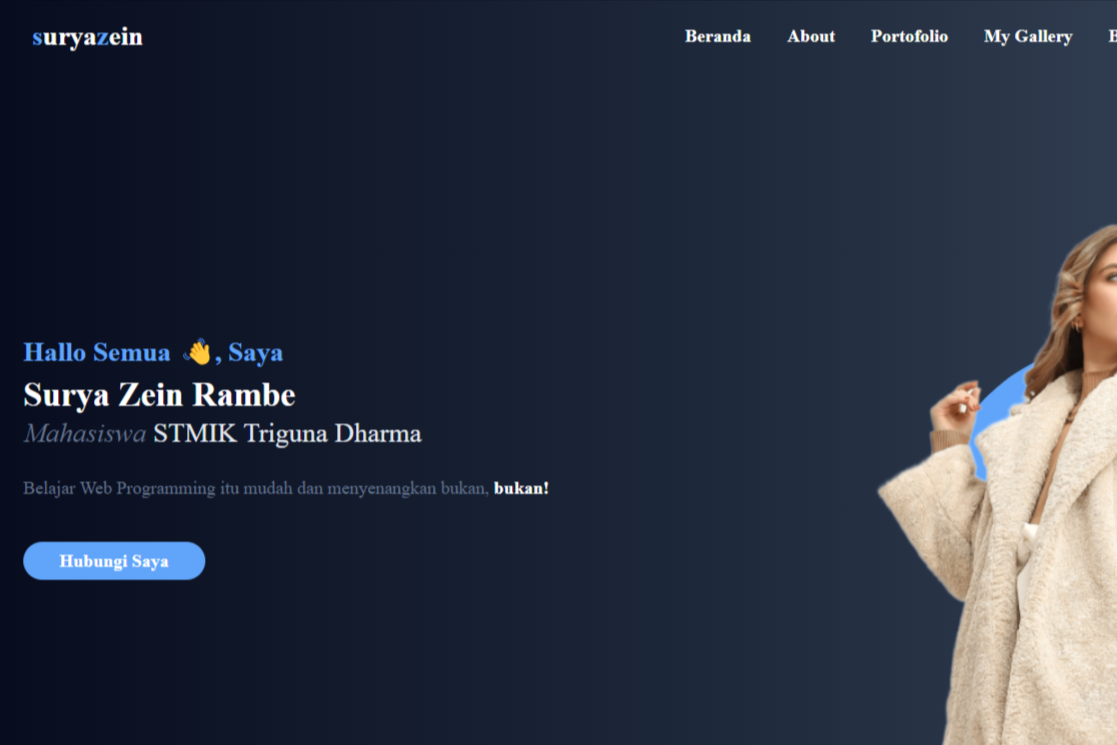 suryazein
Beranda About Portofolio My Gallery
Hallo Semua 👋, Saya
Surya Zein Rambe
Mahasiswa STMIK Triguna Dharma
Belajar Web Programming itu mudah dan menyenangkan bukan, bukan!
Hubungi Saya